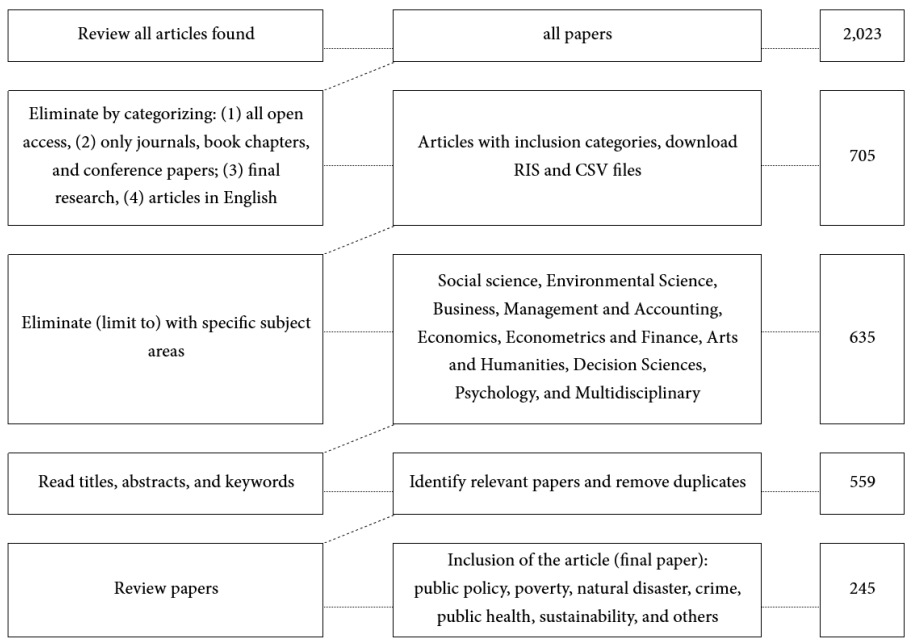 Review all articles found
all papers
2,023
Eliminate by categorizing: (1) all open
access, (2) only journals, book chapters,
and conference papers; (3) final
research, (4) articles in English
Articles with inclusion categories, download
RIS and CSV files
705
Eliminate (limit to) with specific subject
areas
Social science, Environmental Science,
Business, Management and Accounting,
Economics, Econometrics and Finance, Arts
and Humanities, Decision Sciences,
Psychology, and Multidisciplinary
635
Read titles, abstracts, and keywords
Identify relevant papers and remove duplicates
559
Review papers
Inclusion of the article (final paper):
public policy, poverty, natural disaster, crime,
public health, sustainability, and others
245